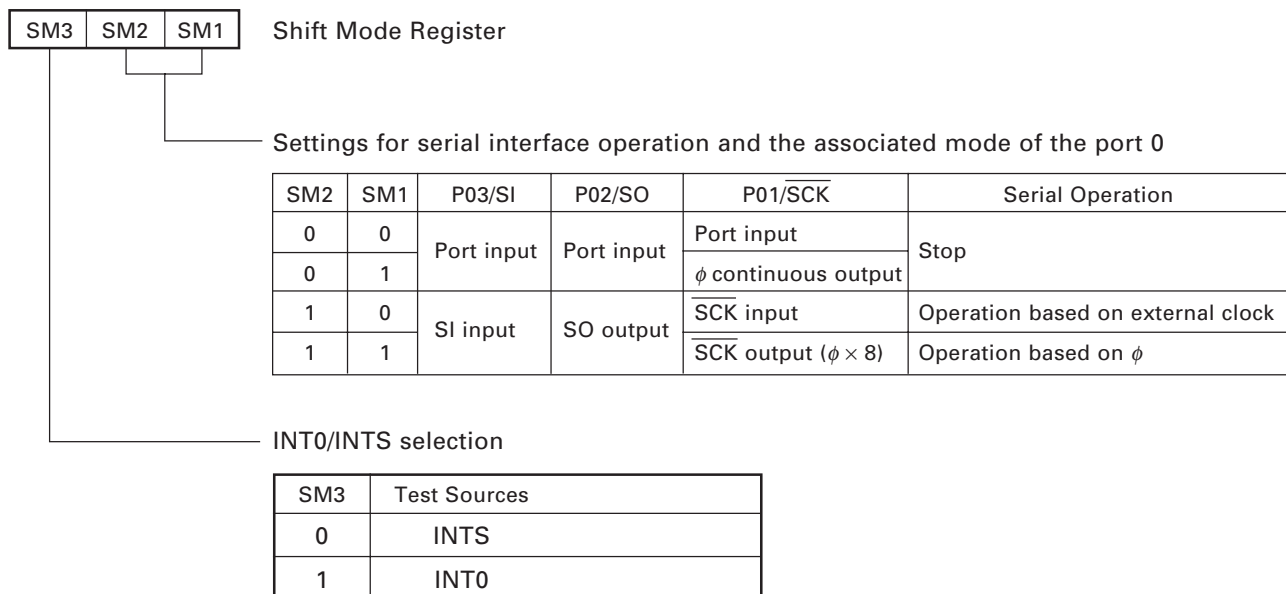 SM3 SM2 SM1 Shift Mode Register
Settings for serial interface operation and the associated mode of the port 0
SM2 SM1 P03/SI P02/SO P01/S̅C̅K̅ Serial Operation
0 0 Port input Port input Port input Stop
0 1 ϕ continuous output
1 0 SI input SO output S̅C̅K̅ input Operation based on external clock
1 1 S̅C̅K̅ output (ϕ × 8) Operation based on ϕ
INT0/INTS selection
SM3 Test Sources
0 INTS
1 INT0